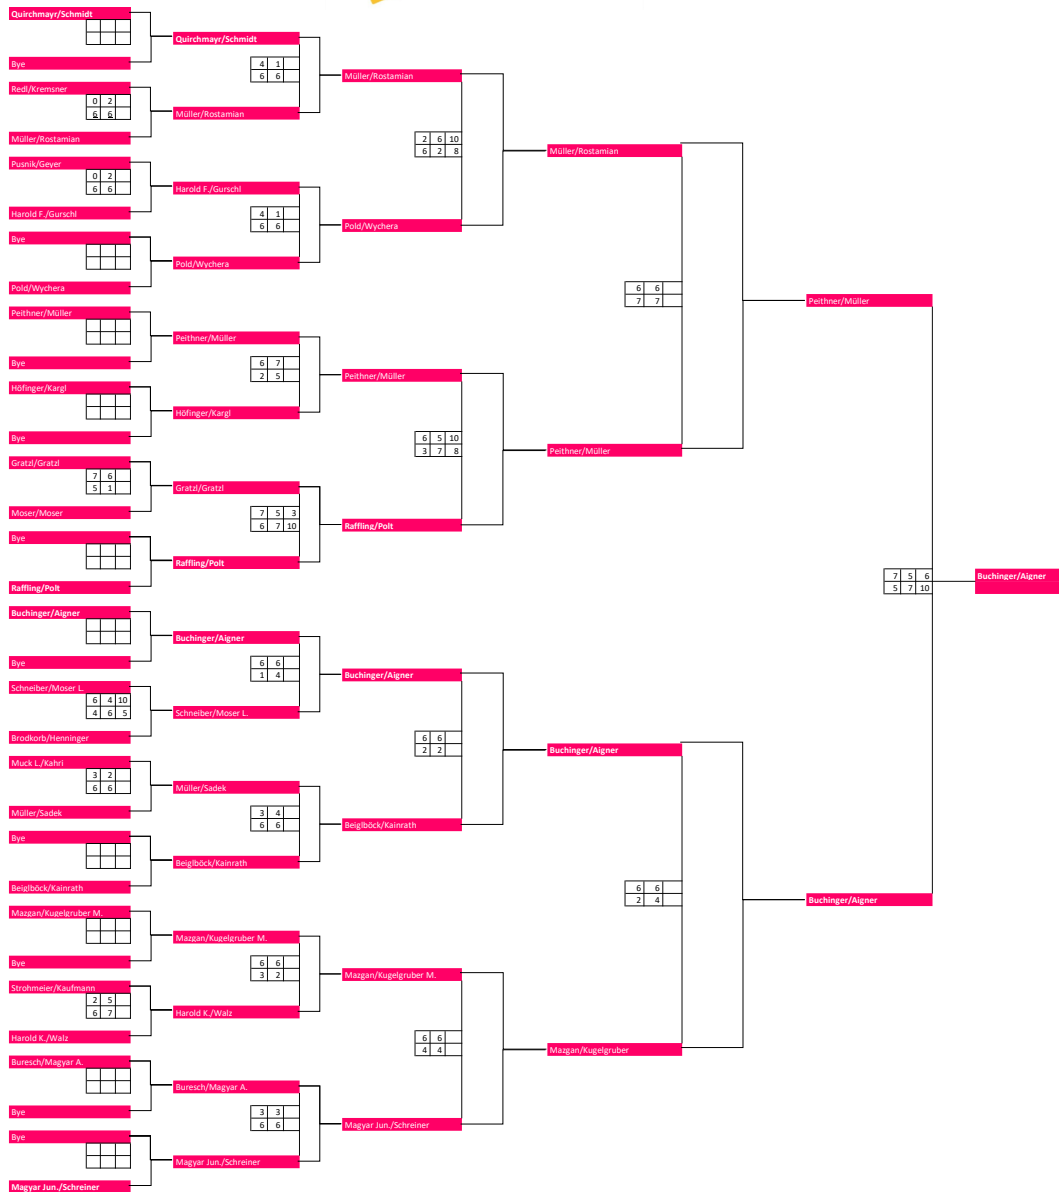 Quirchmayr/Schmidt
Quirchmayr/Schmidt
Bye
4 1
6 6
Müller/Rostamian
Redl/Kremsner
0 2
6 6
Müller/Rostamian
Müller/Rostamian
2 6 10
6 2 8
Müller/Rostamian
Pusnik/Geyer
0 2
6 6
Harold F./Gurschl
Harold F./Gurschl
4 1
6 6
Pold/Wychera
Bye
Pold/Wychera
Pold/Wychera
6 6
7 7
Peithner/Müller
Peithner/Müller
Peithner/Müller
Bye
6 7
2 5
Peithner/Müller
Höfinger/Kargl
Höfinger/Kargl
Bye
6 5 10
3 7 8
Peithner/Müller
Gratzl/Gratzl
7 6
5 1
Gratzl/Gratzl
Moser/Moser
7 5 3
6 7 10
Raffling/Polt
Bye
Raffling/Polt
Raffling/Polt
7 5 6
5 7 10
Buchinger/Aigner
Buchinger/Aigner
Buchinger/Aigner
Bye
6 6
1 4
Buchinger/Aigner
Schneiber/Moser L.
6 4 10
4 6 5
Schneiber/Moser L.
Brodkorb/Henninger
6 6
2 2
Buchinger/Aigner
Muck L./Kahri
3 2
6 6
Müller/Sadek
Müller/Sadek
3 4
6 6
Beiglböck/Kainrath
Bye
Beiglböck/Kainrath
Beiglböck/Kainrath
6 6
2 4
Buchinger/Aigner
Mazgan/Kugelgruber M.
Mazgan/Kugelgruber M.
Bye
6 6
3 2
Mazgan/Kugelgruber M.
Strohmeier/Kaufmann
2 5
6 7
Harold K./Walz
Harold K./Walz
6 6
4 4
Mazgan/Kugelgruber
Buresch/Magyar A.
Buresch/Magyar A.
Bye
3 3
6 6
Magyar Jun./Schreiner
Bye
Magyar Jun./Schreiner
Magyar Jun./Schreiner